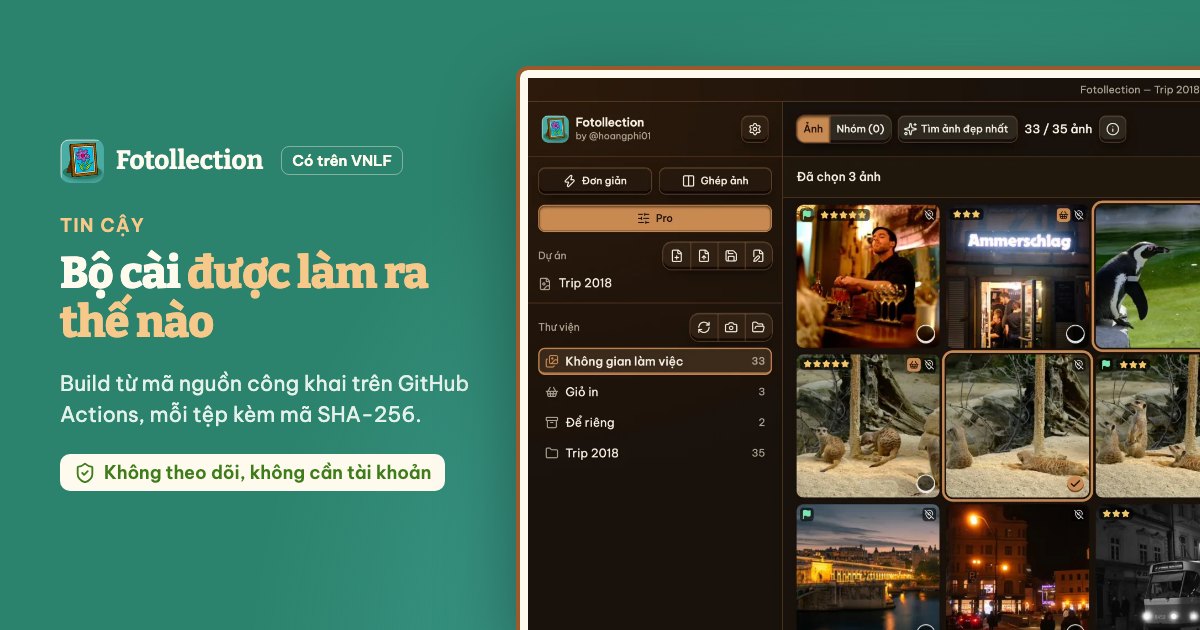 Fotollection
Có trên VNLF
TIN CẬY
Bộ cài được làm ra
thế nào
Build từ mã nguồn công khai trên GitHub
Actions, mỗi tệp kèm mã SHA-256.
Không theo dõi, không cần tài khoản
Fotollection — Trip 2018
Fotollection
by @hoangphi01
Đơn giản
Ghép ảnh
Pro
Dự án
Trip 2018
Thư viện
Không gian làm việc 33
Giỏ in 3
Để riêng 2
Trip 2018 35
Ảnh
Nhóm (0)
Tìm ảnh đẹp nhất
33 / 35 ảnh
Đã chọn 3 ảnh
Ammerschlag